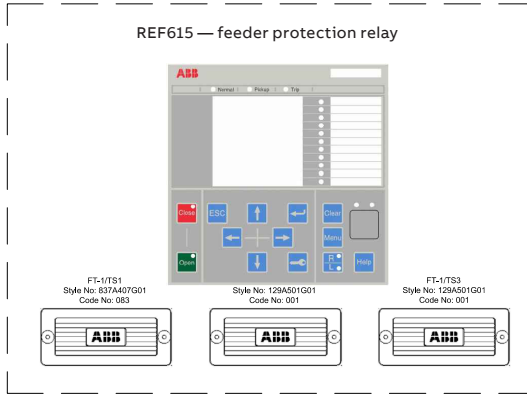 REF615 — feeder protection relay
ABB
Normal Pickup Trip
Close
ESC
Clear
Menu
Open
R
L
Help
FT-1/TS1
Style No: 837A407G01
Code No: 083
Style No: 129A501G01
Code No: 001
FT-1/TS3
Style No: 129A501G01
Code No: 001
ABB
ABB
ABB